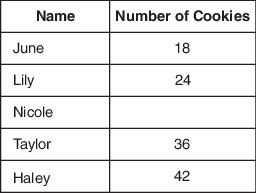 Name Number of Cookies
June 18
Lily 24
Nicole
Taylor 36
Haley 42